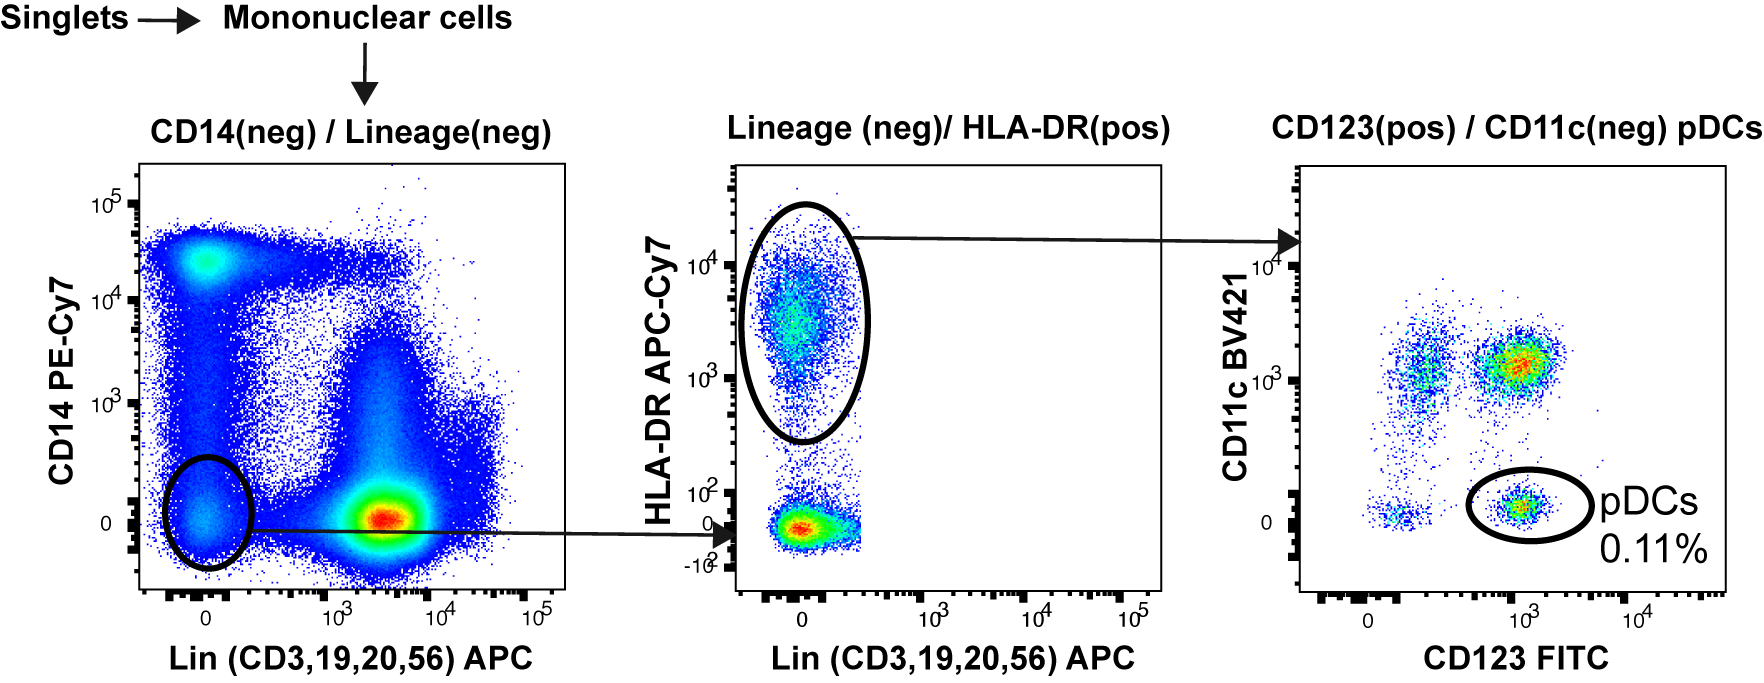 Singlets
Mononuclear cells
CD14(neg) / Lineage(neg)
CD14 PE-Cy7
10^5
10^4
10^3
0
0
10^3
10^4
10^5
Lin (CD3,19,20,56) APC
Lineage (neg)/ HLA-DR(pos)
HLA-DR APC-Cy7
10^4
10^3
10^2
0
-10^2
0
10^3
10^4
10^5
Lin (CD3,19,20,56) APC
CD123(pos) / CD11c(neg) pDCs
CD11c BV421
10^4
10^3
0
pDCs
0.11%
0
10^3
10^4
CD123 FITC